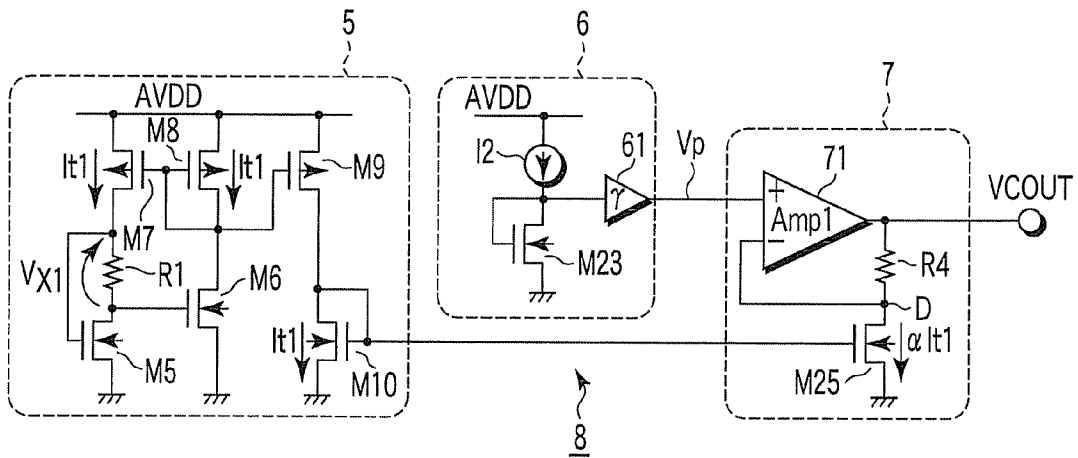 5
AVDD
M8
It1
It1
M9
M7
VX1
R1
M6
M5
It1
M10
6
AVDD
I2
61
γ
Vp
M23
7
71
+
Amp1
−
VCOUT
R4
D
αIt1
M25
8